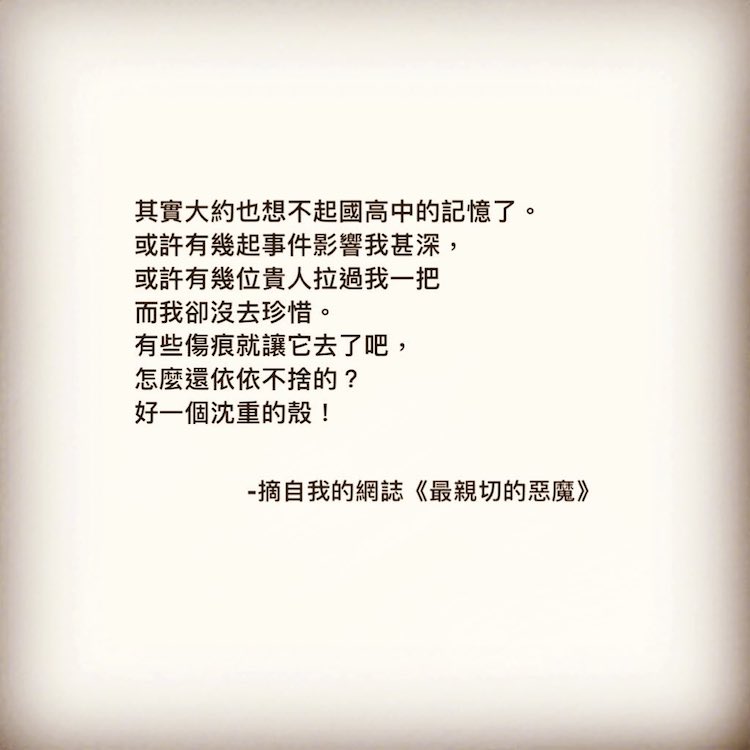 其實大約也想不起國高中的記憶了。
或許有幾起事件影響我甚深，
或許有幾位貴人拉過我一把
而我卻沒去珍惜。
有些傷痕就讓它去了吧，
怎麼還依依不捨的？
好一個沈重的殼！
-摘自我的網誌《最親切的惡魔》